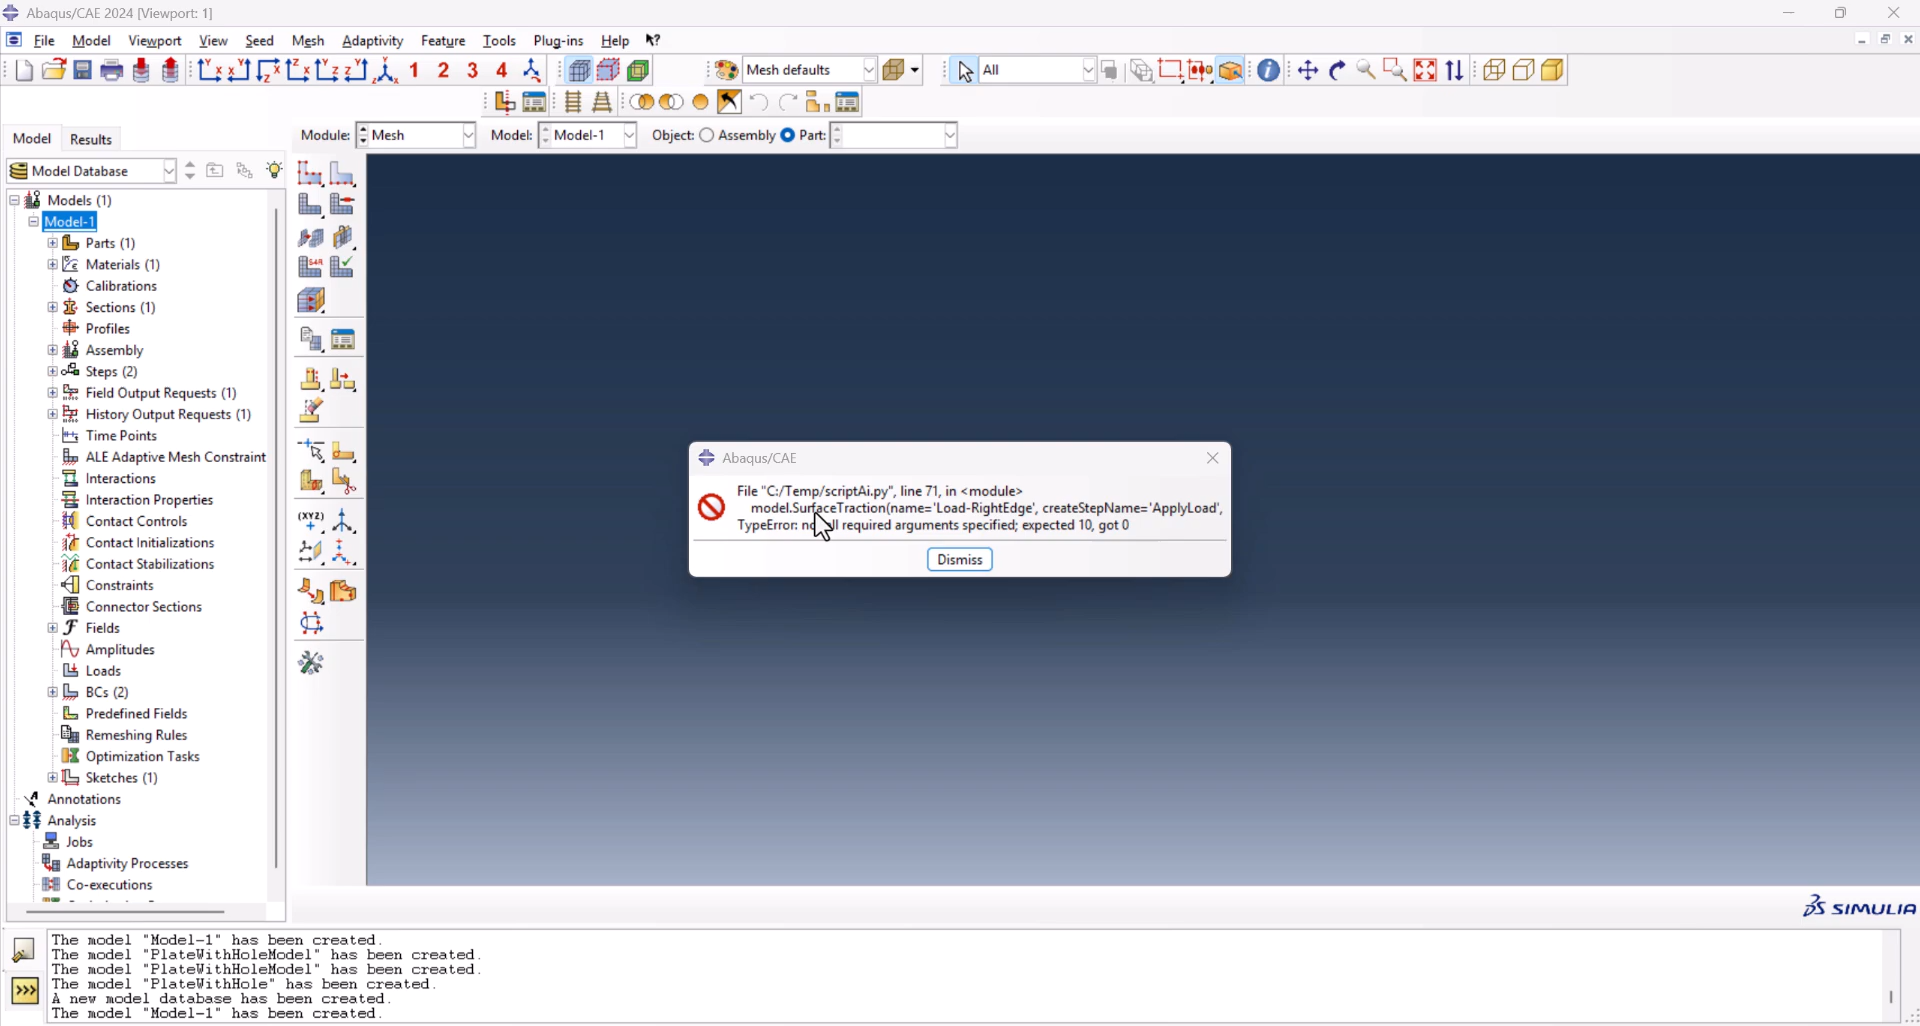 Abaqus/CAE 2024 [Viewport: 1]
File Model Viewport View Seed Mesh Adaptivity Feature Tools Plug-ins Help
1 2 3 4 Mesh defaults All
Model Results
Module: Mesh Model: Model-1 Object: Assembly Part:
Model Database
Models (1)
Model-1
Parts (1)
Materials (1)
Calibrations
Sections (1)
Profiles
Assembly
Steps (2)
Field Output Requests (1)
History Output Requests (1)
Time Points
ALE Adaptive Mesh Constraint
Interactions
Interaction Properties
Contact Controls
Contact Initializations
Contact Stabilizations
Constraints
Connector Sections
Fields
Amplitudes
Loads
BCs (2)
Predefined Fields
Remeshing Rules
Optimization Tasks
Sketches (1)
Annotations
Analysis
Jobs
Adaptivity Processes
Co-executions
(XYZ)
Abaqus/CAE
File "C:/Temp/scriptAi.py", line 71, in <module>
model.SurfaceTraction(name='Load-RightEdge', createStepName='ApplyLoad',
TypeError: not all required arguments specified; expected 10, got 0
Dismiss
SIMULIA
The model "Model-1" has been created.
The model "PlateWithHoleModel" has been created.
The model "PlateWithHoleModel" has been created.
The model "PlateWithHole" has been created.
A new model database has been created.
The model "Model-1" has been created.
>>>